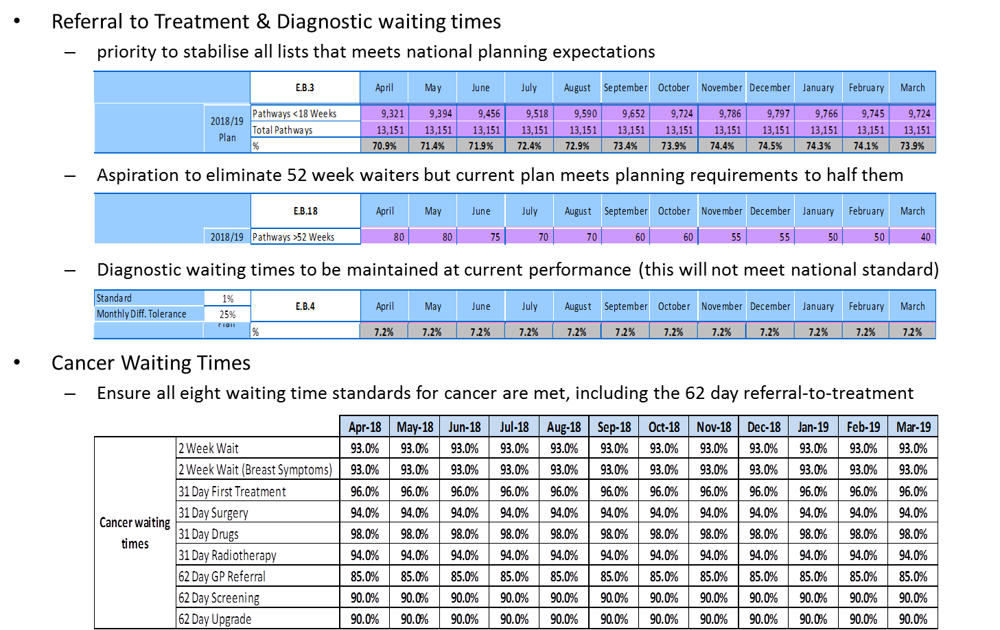 • Referral to Treatment & Diagnostic waiting times
– priority to stabilise all lists that meets national planning expectations
E.B.3 April May June July August September October November December January February March
2018/19 Plan
Pathways <18 Weeks 9,321 9,394 9,456 9,518 9,590 9,652 9,724 9,786 9,797 9,766 9,745 9,724
Total Pathways 13,151 13,151 13,151 13,151 13,151 13,151 13,151 13,151 13,151 13,151 13,151 13,151
% 70.9% 71.4% 71.9% 72.4% 72.9% 73.4% 73.9% 74.4% 74.5% 74.3% 74.1% 73.9%
– Aspiration to eliminate 52 week waiters but current plan meets planning requirements to half them
E.B.18 April May June July August September October November December January February March
2018/19 Pathways >52 Weeks 80 80 75 70 70 60 60 55 55 50 50 40
– Diagnostic waiting times to be maintained at current performance (this will not meet national standard)
Standard 1%
Monthly Diff. Tolerance 25%
E.B.4 April May June July August September October November December January February March
Plan
% 7.2% 7.2% 7.2% 7.2% 7.2% 7.2% 7.2% 7.2% 7.2% 7.2% 7.2% 7.2%
• Cancer Waiting Times
– Ensure all eight waiting time standards for cancer are met, including the 62 day referral-to-treatment
Apr-18 May-18 Jun-18 Jul-18 Aug-18 Sep-18 Oct-18 Nov-18 Dec-18 Jan-19 Feb-19 Mar-19
Cancer waiting times
2 Week Wait 93.0% 93.0% 93.0% 93.0% 93.0% 93.0% 93.0% 93.0% 93.0% 93.0% 93.0% 93.0%
2 Week Wait (Breast Symptoms) 93.0% 93.0% 93.0% 93.0% 93.0% 93.0% 93.0% 93.0% 93.0% 93.0% 93.0% 93.0%
31 Day First Treatment 96.0% 96.0% 96.0% 96.0% 96.0% 96.0% 96.0% 96.0% 96.0% 96.0% 96.0% 96.0%
31 Day Surgery 94.0% 94.0% 94.0% 94.0% 94.0% 94.0% 94.0% 94.0% 94.0% 94.0% 94.0% 94.0%
31 Day Drugs 98.0% 98.0% 98.0% 98.0% 98.0% 98.0% 98.0% 98.0% 98.0% 98.0% 98.0% 98.0%
31 Day Radiotherapy 94.0% 94.0% 94.0% 94.0% 94.0% 94.0% 94.0% 94.0% 94.0% 94.0% 94.0% 94.0%
62 Day GP Referral 85.0% 85.0% 85.0% 85.0% 85.0% 85.0% 85.0% 85.0% 85.0% 85.0% 85.0% 85.0%
62 Day Screening 90.0% 90.0% 90.0% 90.0% 90.0% 90.0% 90.0% 90.0% 90.0% 90.0% 90.0% 90.0%
62 Day Upgrade 90.0% 90.0% 90.0% 90.0% 90.0% 90.0% 90.0% 90.0% 90.0% 90.0% 90.0% 90.0%